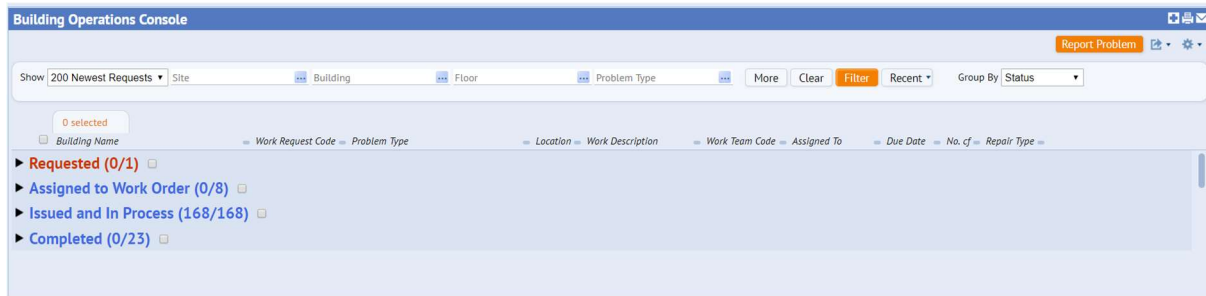 Building Operations Console
Report Problem
Show 200 Newest Requests Site Building Floor Problem Type More Clear Filter Recent Group By Status
0 selected
Building Name Work Request Code Problem Type Location Work Description Work Team Code Assigned To Due Date No. cf Repair Type
Requested (0/1)
Assigned to Work Order (0/8)
Issued and In Process (168/168)
Completed (0/23)